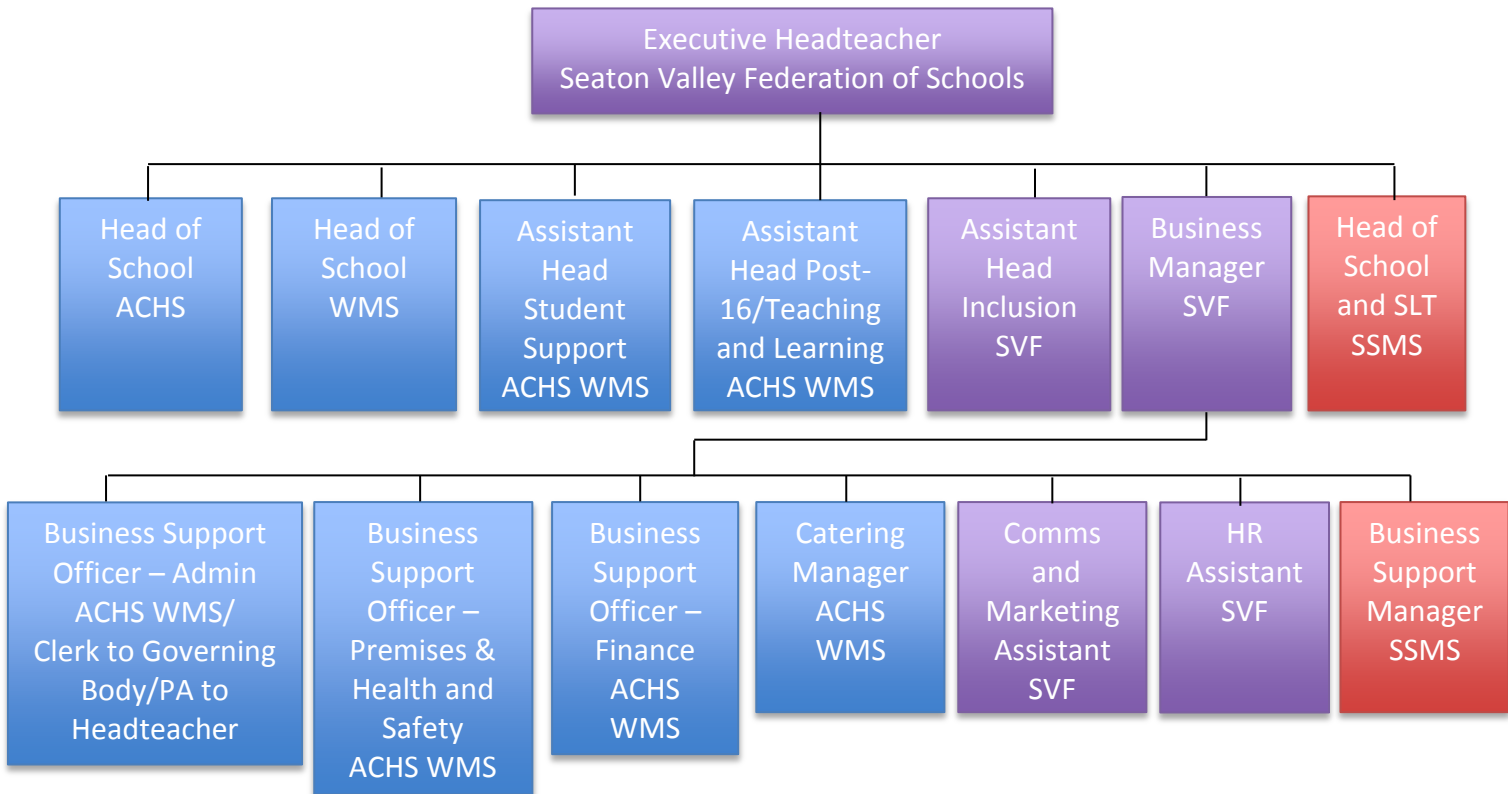 Executive Headteacher
Seaton Valley Federation of Schools
Head of
School
ACHS
Head of
School
WMS
Assistant
Head
Student
Support
ACHS WMS
Assistant
Head Post-
16/Teaching
and Learning
ACHS WMS
Assistant
Head
Inclusion
SVF
Business
Manager
SVF
Head of
School
and SLT
SSMS
Business Support
Officer – Admin
ACHS WMS/
Clerk to Governing
Body/PA to
Headteacher
Business
Support
Officer –
Premises &
Health and
Safety
ACHS WMS
Business
Support
Officer –
Finance
ACHS
WMS
Catering
Manager
ACHS
WMS
Comms
and
Marketing
Assistant
SVF
HR
Assistant
SVF
Business
Support
Manager
SSMS